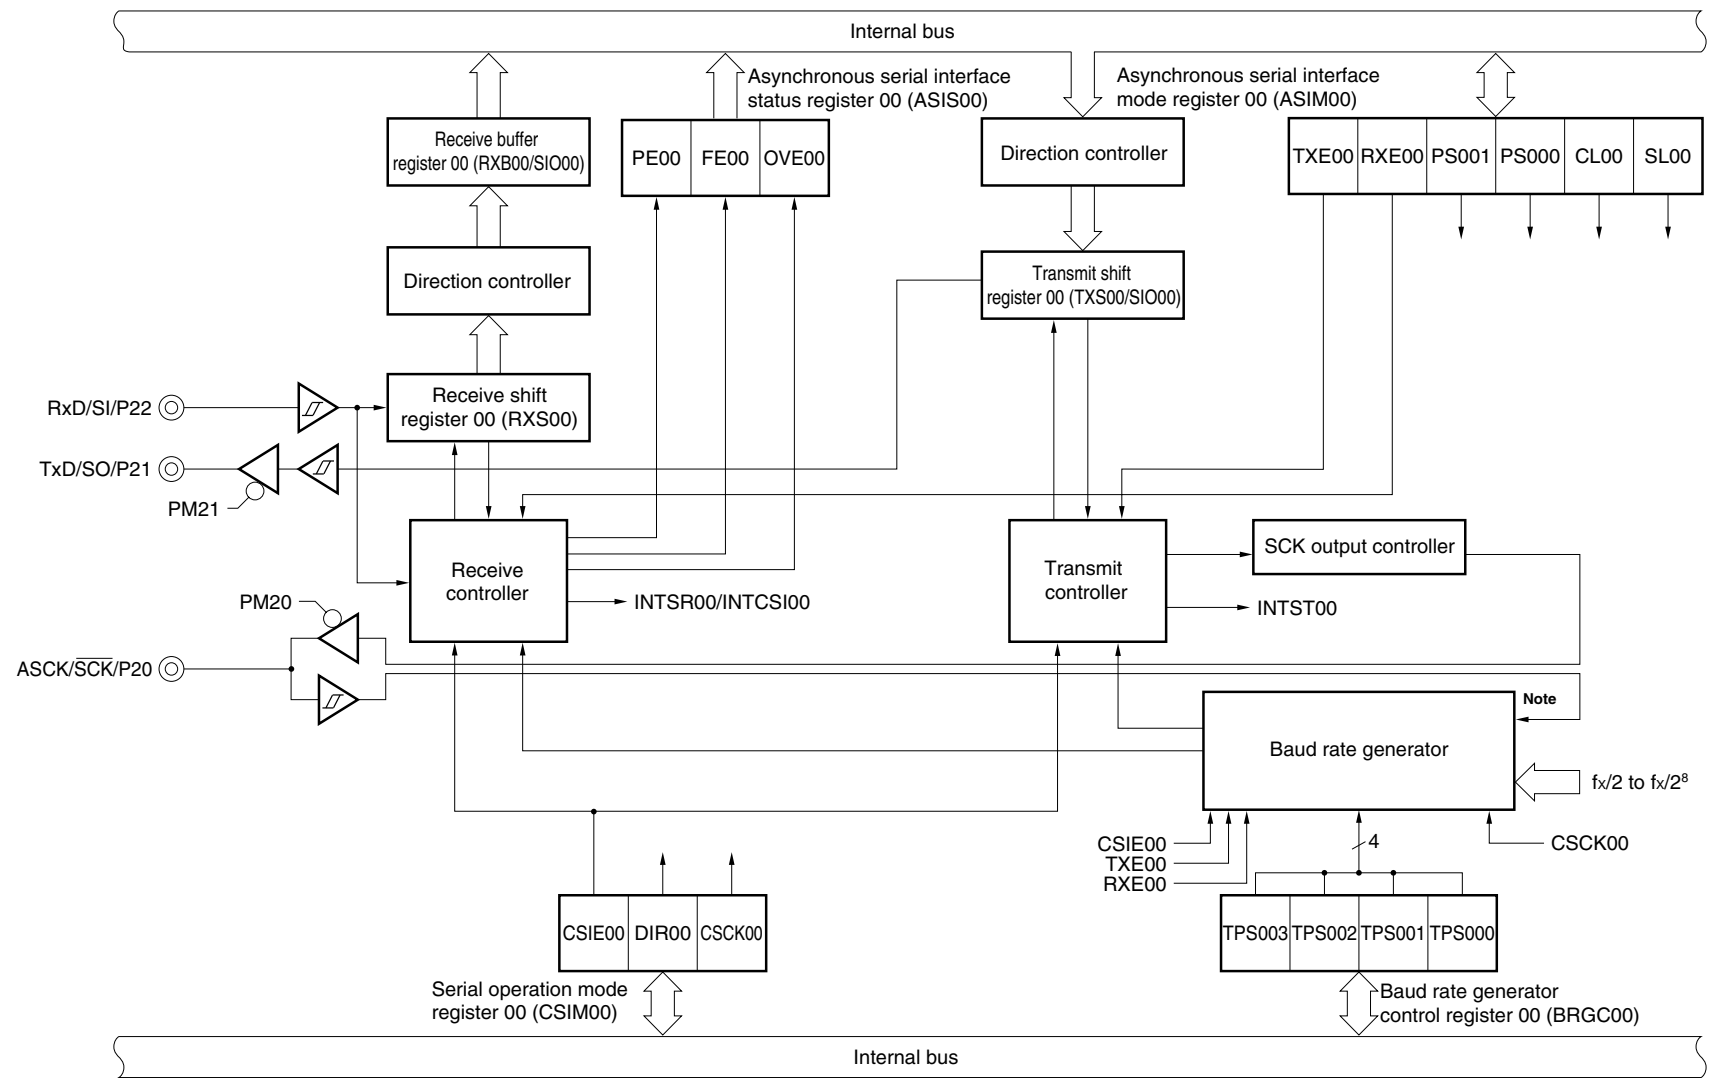 Internal bus
Asynchronous serial interface
status register 00 (ASIS00)
Asynchronous serial interface
mode register 00 (ASIM00)
Receive buffer
register 00 (RXB00/SIO00)
PE00 FE00 OVE00
Direction controller
TXE00 RXE00 PS001 PS000 CL00 SL00
Direction controller
Transmit shift
register 00 (TXS00/SIO00)
Receive shift
register 00 (RXS00)
RxD/SI/P22
TxD/SO/P21
PM21
Receive
controller
Transmit
controller
SCK output controller
INTSR00/INTCSI00
INTST00
PM20
ASCK/SCK/P20
Note
Baud rate generator
fx/2 to fx/2⁸
CSIE00
TXE00
RXE00
4
CSCK00
CSIE00 DIR00 CSCK00
TPS003 TPS002 TPS001 TPS000
Serial operation mode
register 00 (CSIM00)
Baud rate generator
control register 00 (BRGC00)
Internal bus